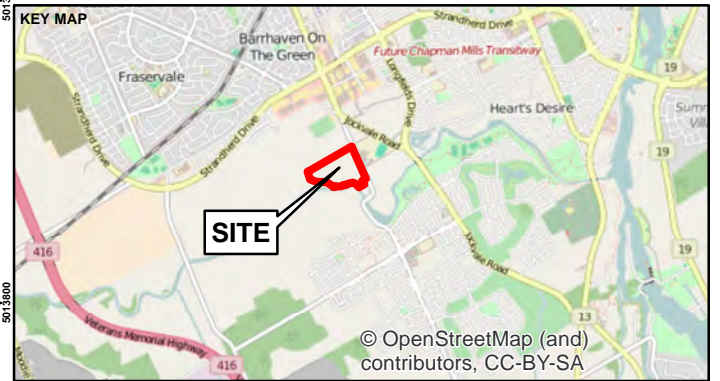 5013
KEY MAP
Strandherd Drive
Barrhaven On
The Green
Future Chapman Mills Transitway
19
Fraservale
Longfields Drive
Heart's Desire
Strandherd Drive
Jockvale Road
Strandherd Drive
19
SITE
416
19
Jockvale Road
5013800
13
Veterans Memorial Highway
416
© OpenStreetMap (and)
contributors, CC-BY-SA